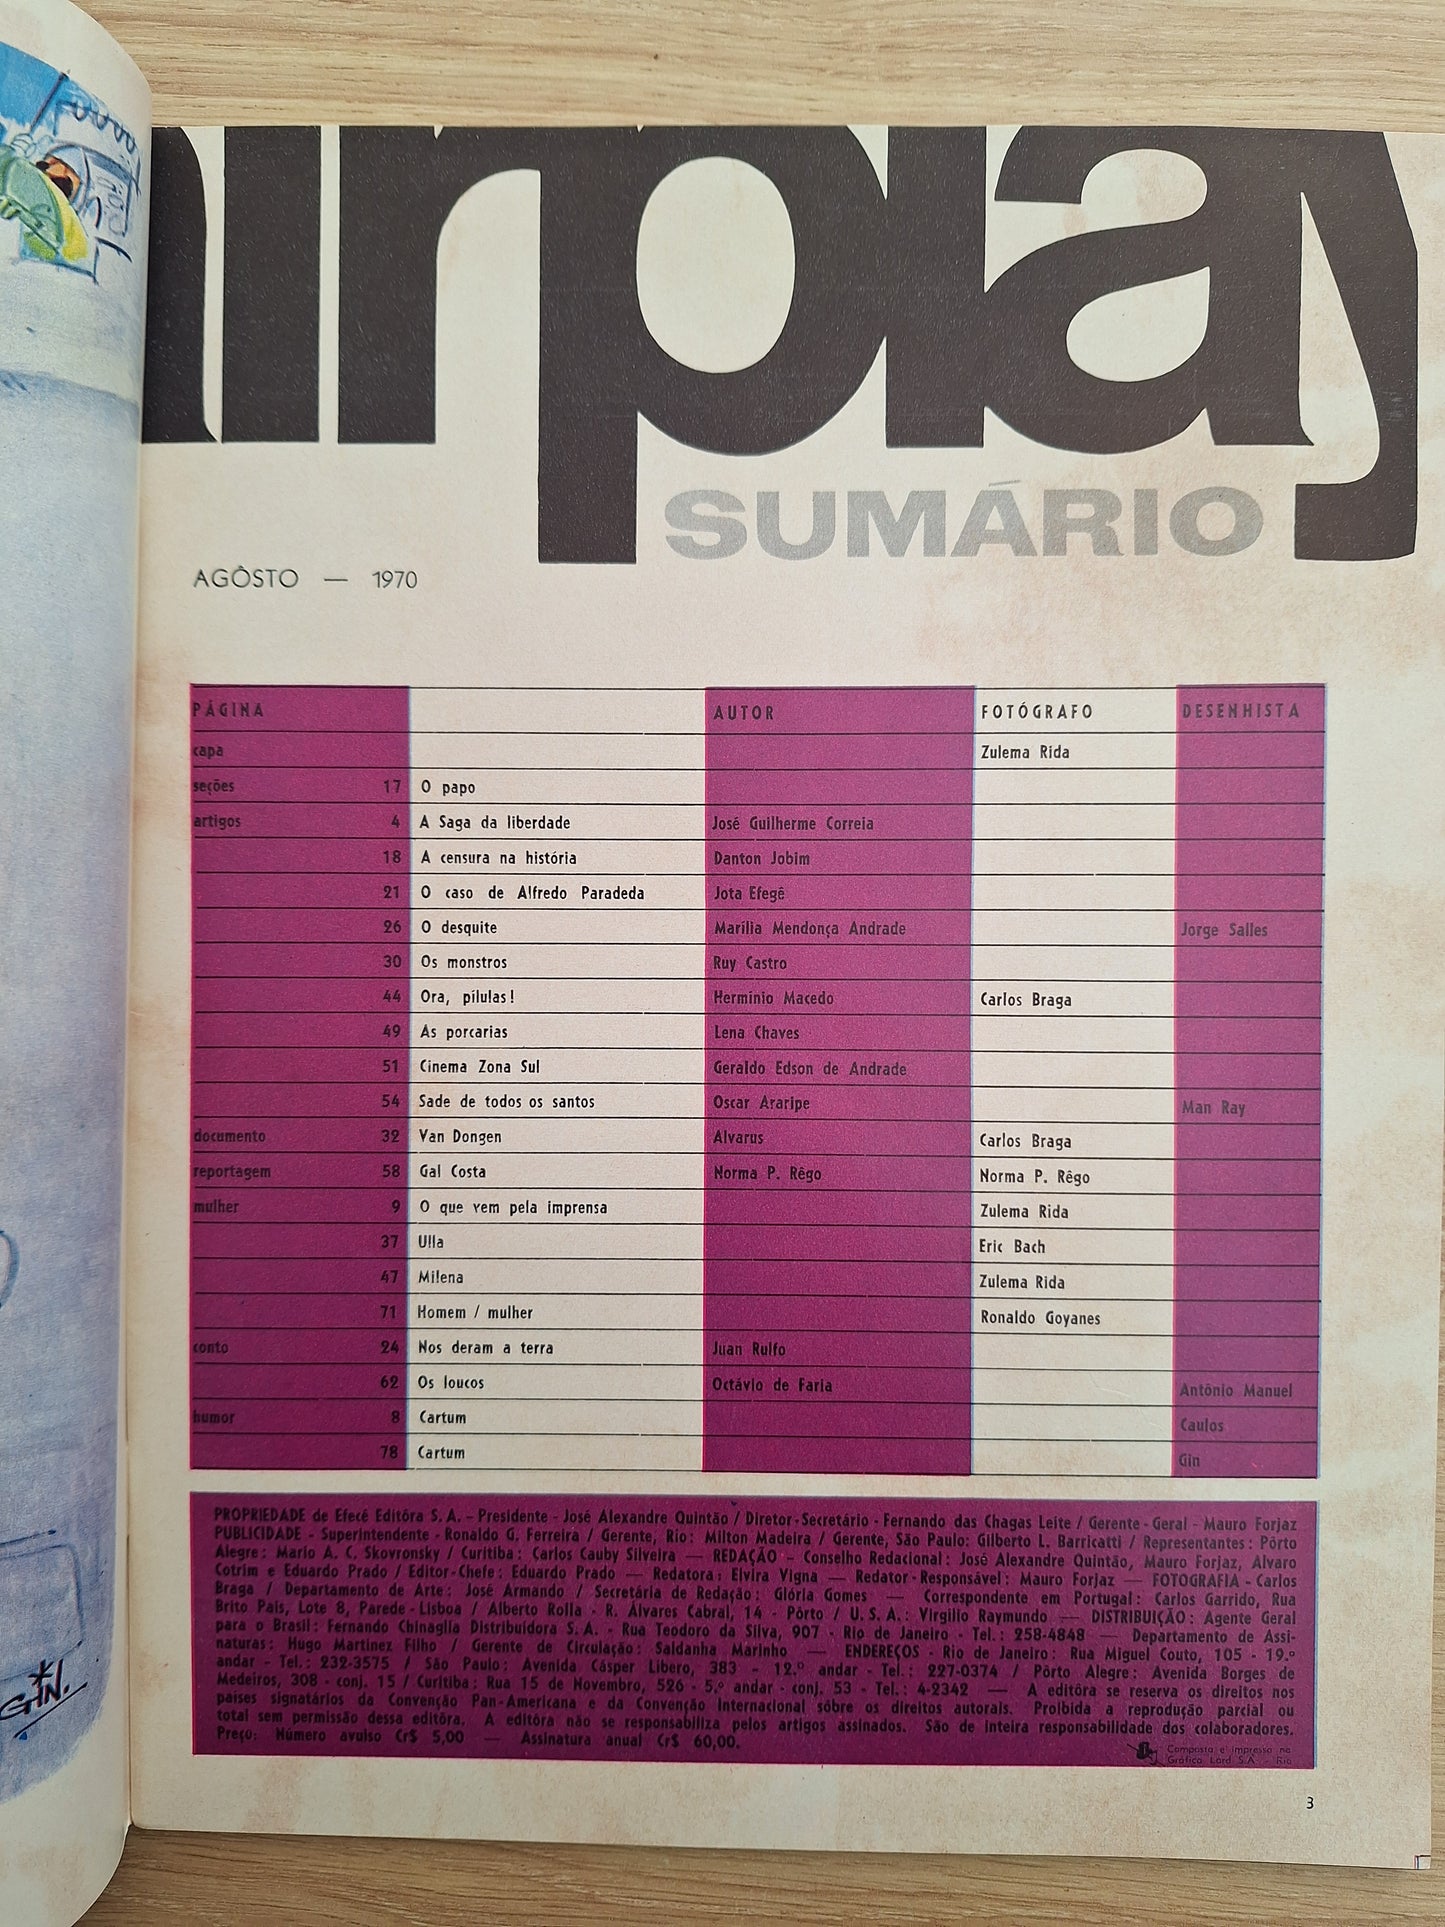 airplay
SUMÁRIO
AGÔSTO — 1970
PÁGINA AUTOR FOTÓGRAFO DESENHISTA
capa Zulema Rida
seções 17 O papo
artigos 4 A Saga da liberdade José Guilherme Correia
18 A censura na história Danton Jobim
21 O caso de Alfredo Paradeda Jota Efegê
26 O desquite Marília Mendonça Andrade Jorge Salles
30 Os monstros Ruy Castro
44 Ora, pílulas! Hermínio Macedo Carlos Braga
49 As porcarias Lena Chaves
51 Cinema Zona Sul Geraldo Edson de Andrade
54 Sade de todos os santos Oscar Araripe Man Ray
documento 32 Van Dongen Alvarus Carlos Braga
reportagem 58 Gal Costa Norma P. Rêgo Norma P. Rêgo
mulher 9 O que vem pela imprensa Zulema Rida
37 Ulla Eric Bach
47 Milena Zulema Rida
71 Homem / mulher Ronaldo Goyanes
conto 24 Nos deram a terra Juan Rulfo
62 Os loucos Octávio de Faria Antônio Manuel
humor 8 Cartum Caulos
78 Cartum Gin
PROPRIEDADE de Efecê Editôra S. A. – Presidente - José Alexandre Quintão / Diretor-Secretário - Fernando das Chagas Leite / Gerente-Geral - Mauro Forjaz
PUBLICIDADE - Superintendente - Ronaldo G. Ferreira / Gerente, Rio: Milton Madeira / Gerente, São Paulo: Gilberto L. Barricatti / Representantes: Pôrto
Alegre: Mario A. C. Skovronsky / Curitiba: Carlos Cauby Silveira — REDAÇÃO - Conselho Redacional: José Alexandre Quintão, Mauro Forjaz, Alvaro
Cotrim e Eduardo Prado / Editor-Chefe: Eduardo Prado — Redatora: Elvira Vigna — Redator-Responsável: Mauro Forjaz — FOTOGRAFIA - Carlos
Braga / Departamento de Arte: José Armando / Secretária de Redação: Glória Gomes — Correspondente em Portugal: Carlos Garrido, Rua
Brito Pais, Lote 8, Parede - Lisboa / Alberto Rolla - R. Álvares Cabral, 14 - Pôrto / U. S. A.: Virgilio Raymundo — DISTRIBUIÇÃO: Agente Geral
para o Brasil: Fernando Chinaglia Distribuidora S. A. - Rua Teodoro da Silva, 907 - Rio de Janeiro - Tel.: 258-4848 — Departamento de Assi-
naturas: Hugo Martinez Filho / Gerente de Circulação: Saldanha Marinho — ENDEREÇOS - Rio de Janeiro: Rua Miguel Couto, 105 - 19.º
andar - Tel.: 232-3575 / São Paulo: Avenida Cásper Líbero, 383 - 12.º andar - Tel.: 227-0374 / Pôrto Alegre: Avenida Borges de
Medeiros, 308 - conj. 15 / Curitiba: Rua 15 de Novembro, 526 - 5.º andar - conj. 53 - Tel.: 4-2342 — A editôra se reserva os direitos nos
países signatários da Convenção Pan-Americana e da Convenção Internacional sôbre os direitos autorais. Proibida a reprodução parcial ou
total sem permissão dessa editôra. A editôra não se responsabiliza pelos artigos assinados. São de inteira responsabilidade dos colaboradores.
Preço: Número avulso Cr$ 5,00 — Assinatura anual Cr$ 60,00.
Composta e impressa na
Gráfica Lord S.A. - Rio
3
GIN.